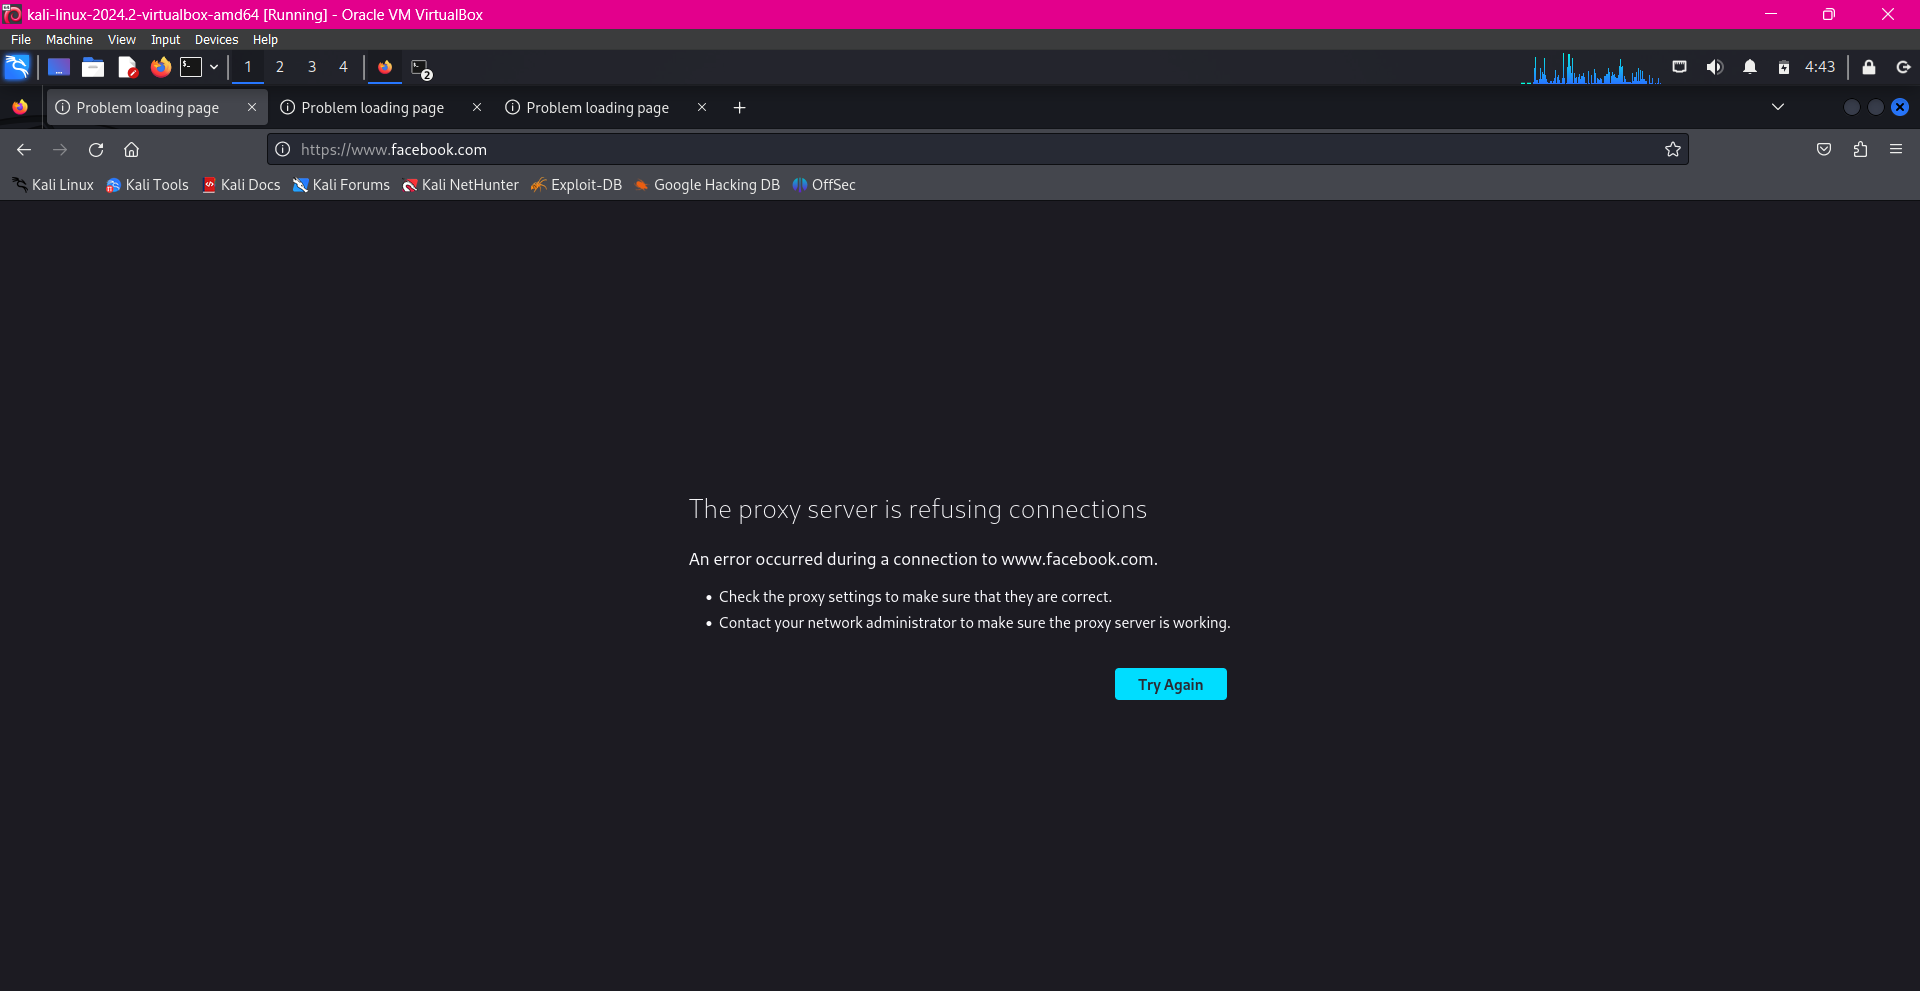 kali-linux-2024.2-virtualbox-amd64 [Running] - Oracle VM VirtualBox
File Machine View Input Devices Help
1 2 3 4 2 4:43
Problem loading page Problem loading page Problem loading page
https://www.facebook.com
Kali Linux Kali Tools Kali Docs Kali Forums Kali NetHunter Exploit-DB Google Hacking DB OffSec
The proxy server is refusing connections
An error occurred during a connection to www.facebook.com.
• Check the proxy settings to make sure that they are correct.
• Contact your network administrator to make sure the proxy server is working.
Try Again